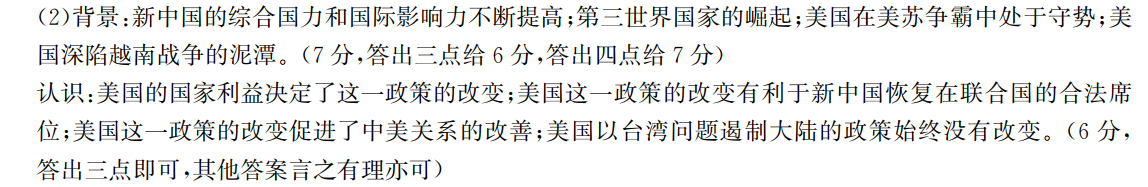 (2)背景:新中国的综合国力和国际影响力不断提高;第三世界国家的崛起;美国在美苏争霸中处于守势;美
国深陷越南战争的泥潭。(7分,答出三点给6分,答出四点给7分)
认识:美国的国家利益决定了这一政策的改变;美国这一政策的改变有利于新中国恢复在联合国的合法席
位;美国这一政策的改变促进了中美关系的改善;美国以台湾问题遏制大陆的政策始终没有改变。(6分,
答出三点即可,其他答案言之有理亦可)